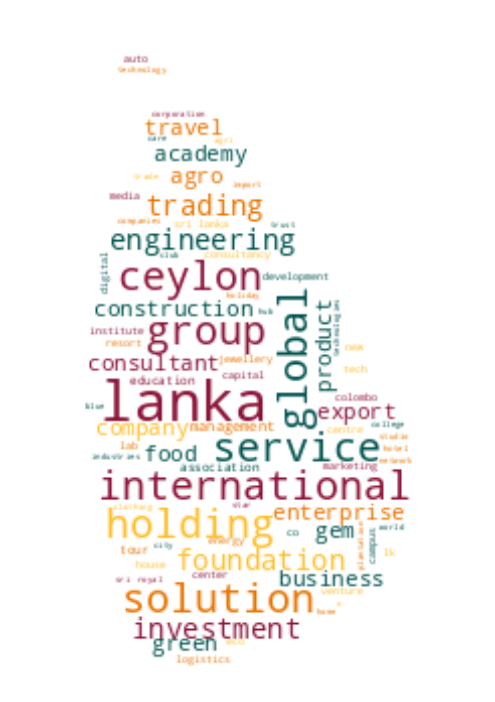 auto
technology
corporation
travel
care
agri
academy
trade agro import
media trading
companies sri lanka trust
engineering
club consultancy
digital ceylon development
holiday
construction hub global product technologies
institute group
resort new
consultant jewellery
education capital tech
blue lanka colombo
export
company management centre college
studio
lab service hotel
industries food network
association marketing
international
clothing star
holding enterprise
co gem world
tour city energy plantation campus lk
house foundation
sri royal center business
venture
solution e
home
investment
green eco
logistics